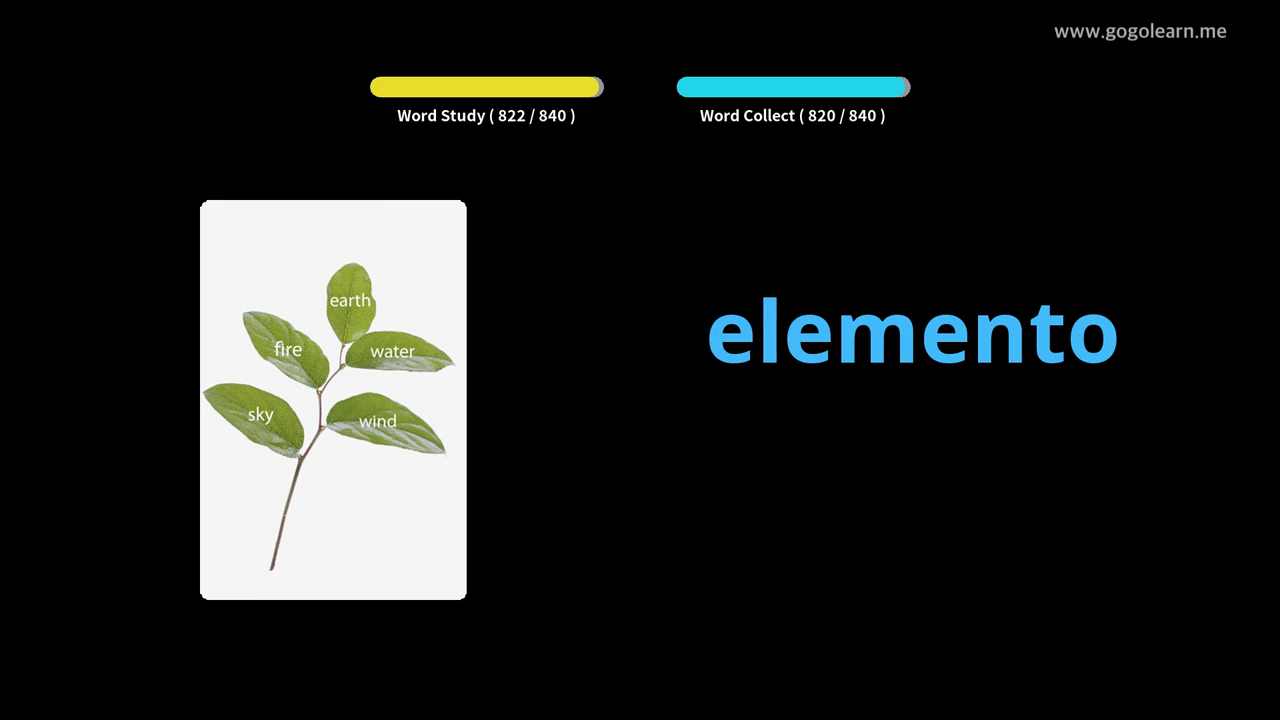 www.gogolearn.me
Word Study ( 822 / 840 )
Word Collect ( 820 / 840 )
earth
fire
water
sky
wind
elemento